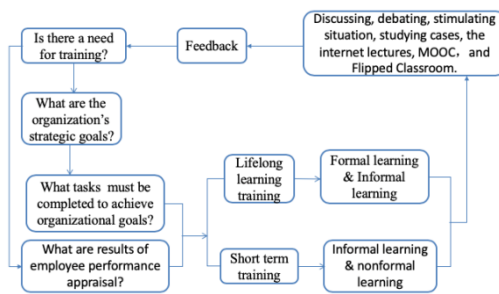 Is there a need
for training?
Feedback
Discussing, debating, stimulating
situation, studying cases, the
internet lectures, MOOC, and
Flipped Classroom.
What are the
organization's
strategic goals?
What tasks must be
completed to achieve
organizational goals?
What are results of
employee performance
appraisal?
Lifelong
learning
training
Formal learning
& Informal
learning
Short term
training
Informal learning
& nonformal
learning